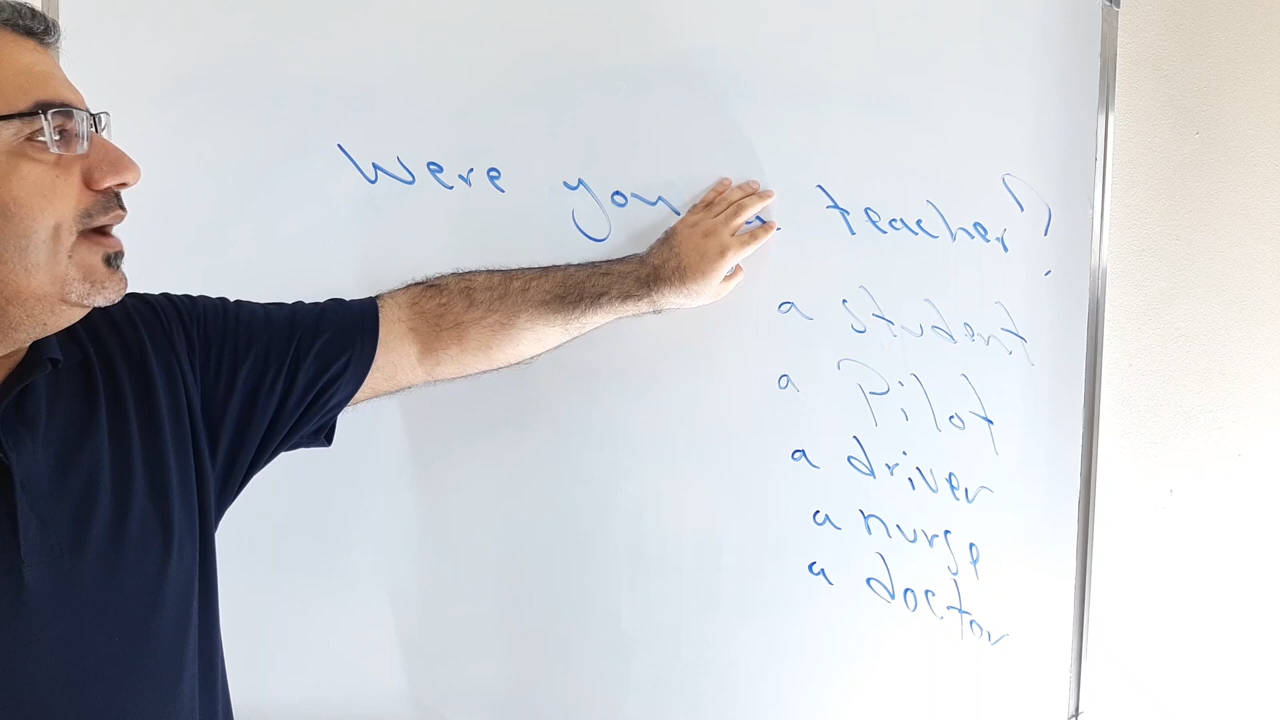 Were you a teacher?
a student
a Pilot
a driver
a nurse
a doctor